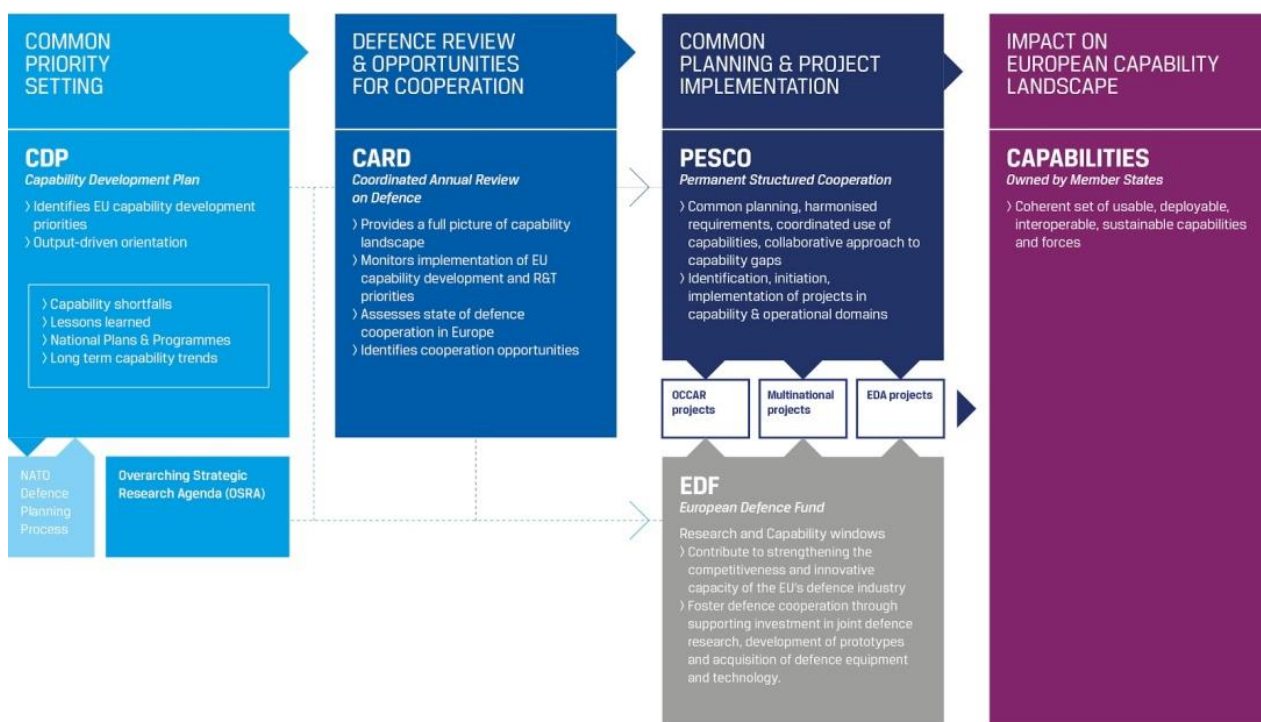 COMMON
PRIORITY
SETTING
CDP
Capability Development Plan
〉Identifies EU capability development
priorities
〉Output-driven orientation
〉Capability shortfalls
〉Lessons learned
〉National Plans & Programmes
〉Long term capability trends
NATO
Defence
Planning
Process
Overarching Strategic
Research Agenda (OSRA)
DEFENCE REVIEW
& OPPORTUNITIES
FOR COOPERATION
CARD
Coordinated Annual Review
on Defence
〉Provides a full picture of capability
landscape
〉Monitors implementation of EU
capability development and R&T
priorities
〉Assesses state of defence
cooperation in Europe
〉Identifies cooperation opportunities
COMMON
PLANNING & PROJECT
IMPLEMENTATION
PESCO
Permanent Structured Cooperation
〉Common planning, harmonised
requirements, coordinated use of
capabilities, collaborative approach to
capability gaps
〉Identification, initiation,
implementation of projects in
capability & operational domains
OCCAR
projects
Multinational
projects
EDA projects
EDF
European Defence Fund
Research and Capability windows
〉Contribute to strengthening the
competitiveness and innovative
capacity of the EU's defence industry
〉Foster defence cooperation through
supporting investment in joint defence
research, development of prototypes
and acquisition of defence equipment
and technology.
IMPACT ON
EUROPEAN CAPABILITY
LANDSCAPE
CAPABILITIES
Owned by Member States
〉Coherent set of usable, deployable,
interoperable, sustainable capabilities
and forces